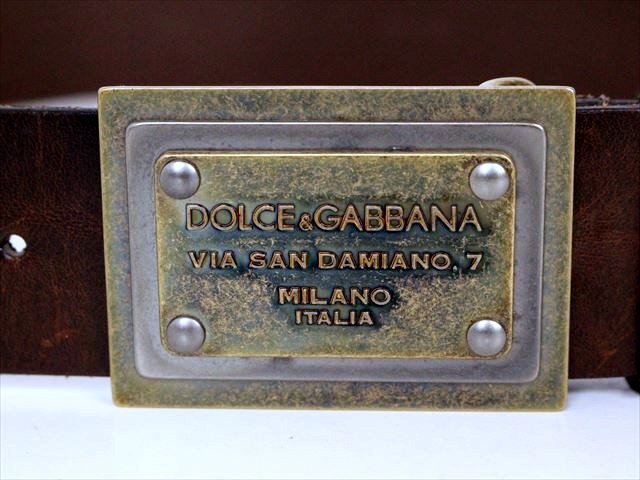 DOLCE&GABBANA
VIA SAN DAMIANO, 7
MILANO
ITALIA